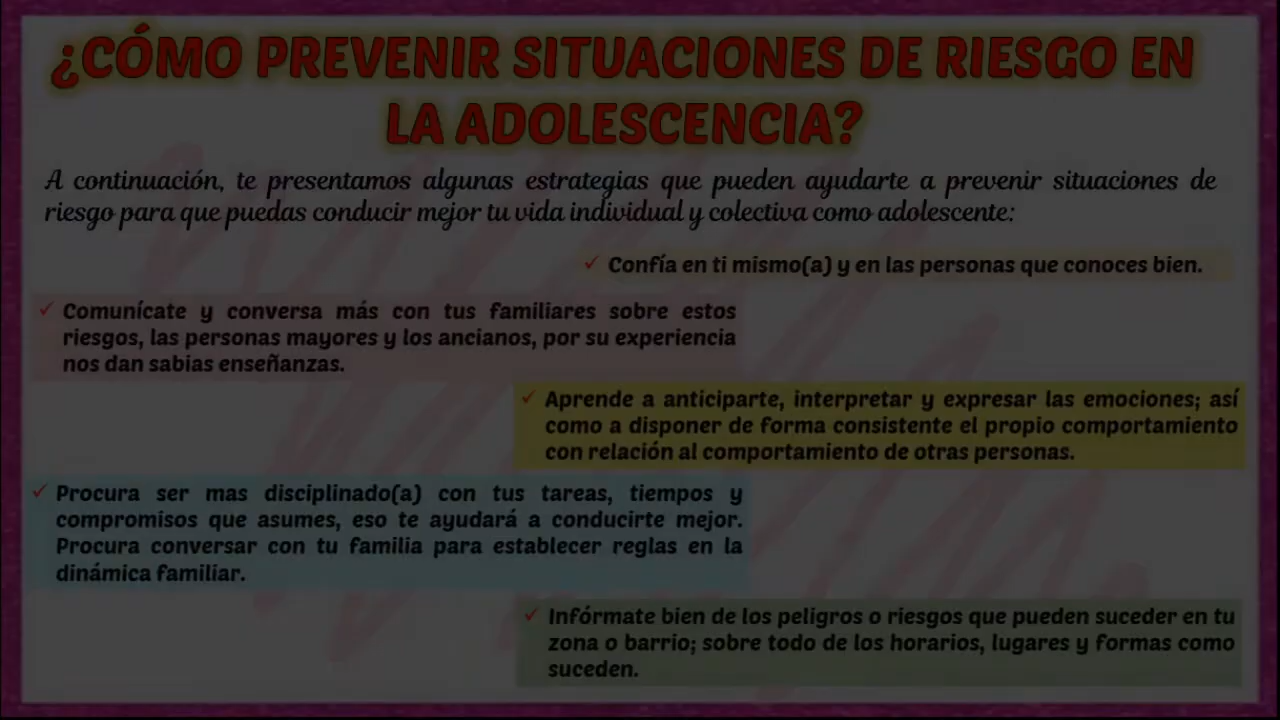 ¿CÓMO PREVENIR SITUACIONES DE RIESGO EN
LA ADOLESCENCIA?
A continuación, te presentamos algunas estrategias que pueden ayudarte a prevenir situaciones de
riesgo para que puedas conducir mejor tu vida individual y colectiva como adolescente:
✓ Confía en ti mismo(a) y en las personas que conoces bien.
✓ Comunícate y conversa más con tus familiares sobre estos
riesgos, las personas mayores y los ancianos, por su experiencia
nos dan sabias enseñanzas.
✓ Aprende a anticiparte, interpretar y expresar las emociones; así
como a disponer de forma consistente el propio comportamiento
con relación al comportamiento de otras personas.
✓ Procura ser mas disciplinado(a) con tus tareas, tiempos y
compromisos que asumes, eso te ayudará a conducirte mejor.
Procura conversar con tu familia para establecer reglas en la
dinámica familiar.
✓ Infórmate bien de los peligros o riesgos que pueden suceder en tu
zona o barrio; sobre todo de los horarios, lugares y formas como
suceden.